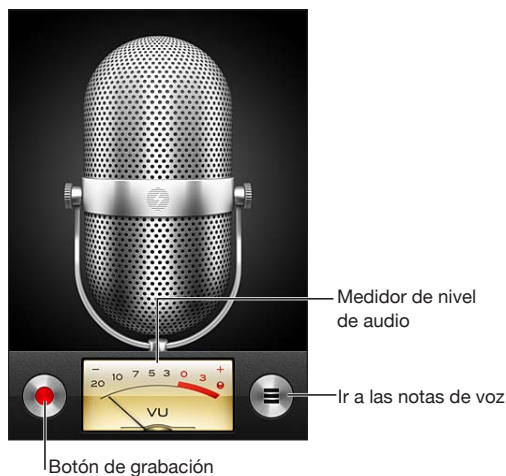 Medidor de nivel
de audio
- 20 10 7 5 3 0 3 +
VU
Ir a las notas de voz
Botón de grabación